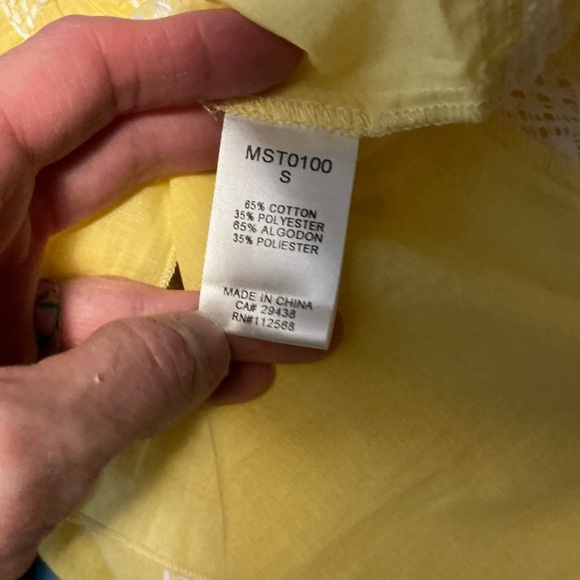 MST0100
S
65% COTTON
35% POLYESTER
65% ALGODON
35% POLIESTER
MADE IN CHINA
CA# 29438
RN#112568